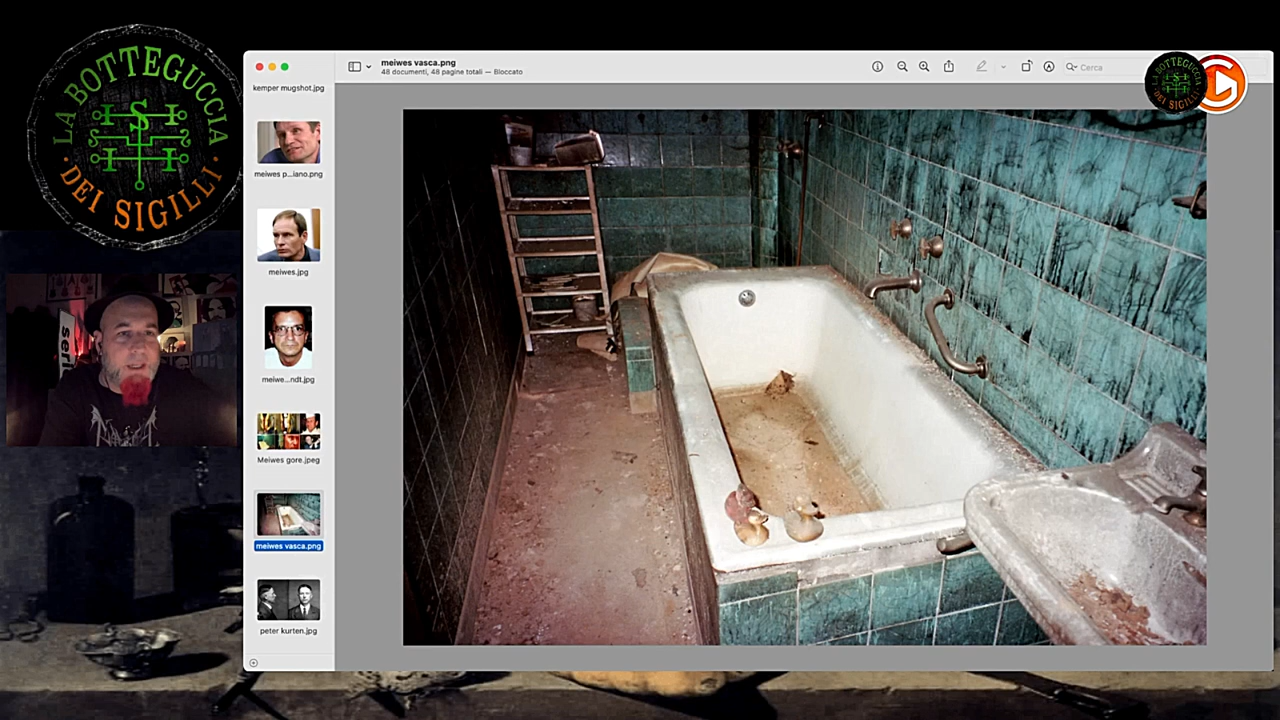 LA BOTTEGUCCIA
DEI SIGILLI
meiwes vasca.png
48 documenti, 48 pagine totali — Bloccato
Cerca
LA BOTTEGUCCIA
DEI SIGILLI
kemper mugshot.jpg
meiwes p...iano.png
meiwes.jpg
meiwe...ndt.jpg
Meiwes gore.jpeg
meiwes vasca.png
peter kurten.jpg